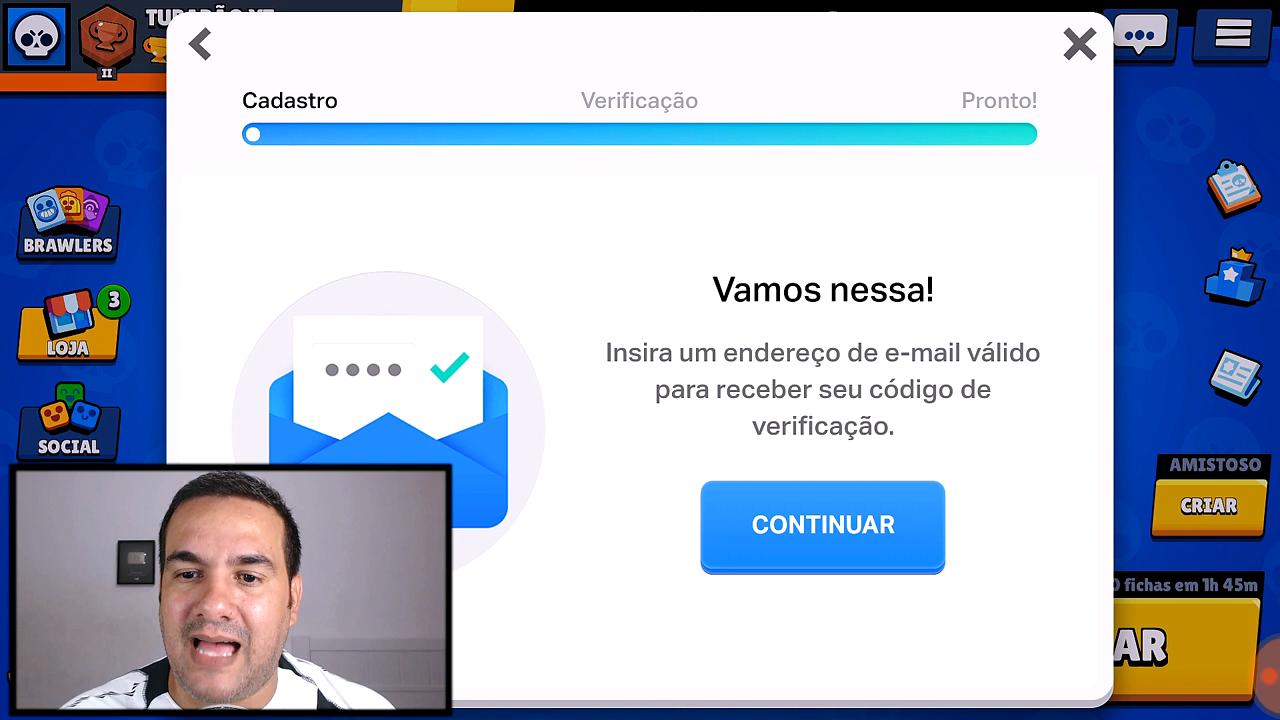 II
Cadastro
Verificação
Pronto!
BRAWLERS
3
LOJA
SOCIAL
Vamos nessa!
Insira um endereço de e-mail válido
para receber seu código de
verificação.
CONTINUAR
AMISTOSO
CRIAR
fichas em 1h 45m
AR